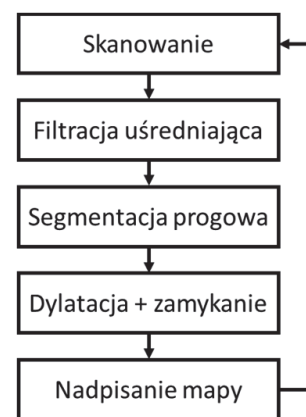 Skanowanie
Filtracja uśredniająca
Segmentacja progowa
Dylatacja + zamykanie
Nadpisanie mapy